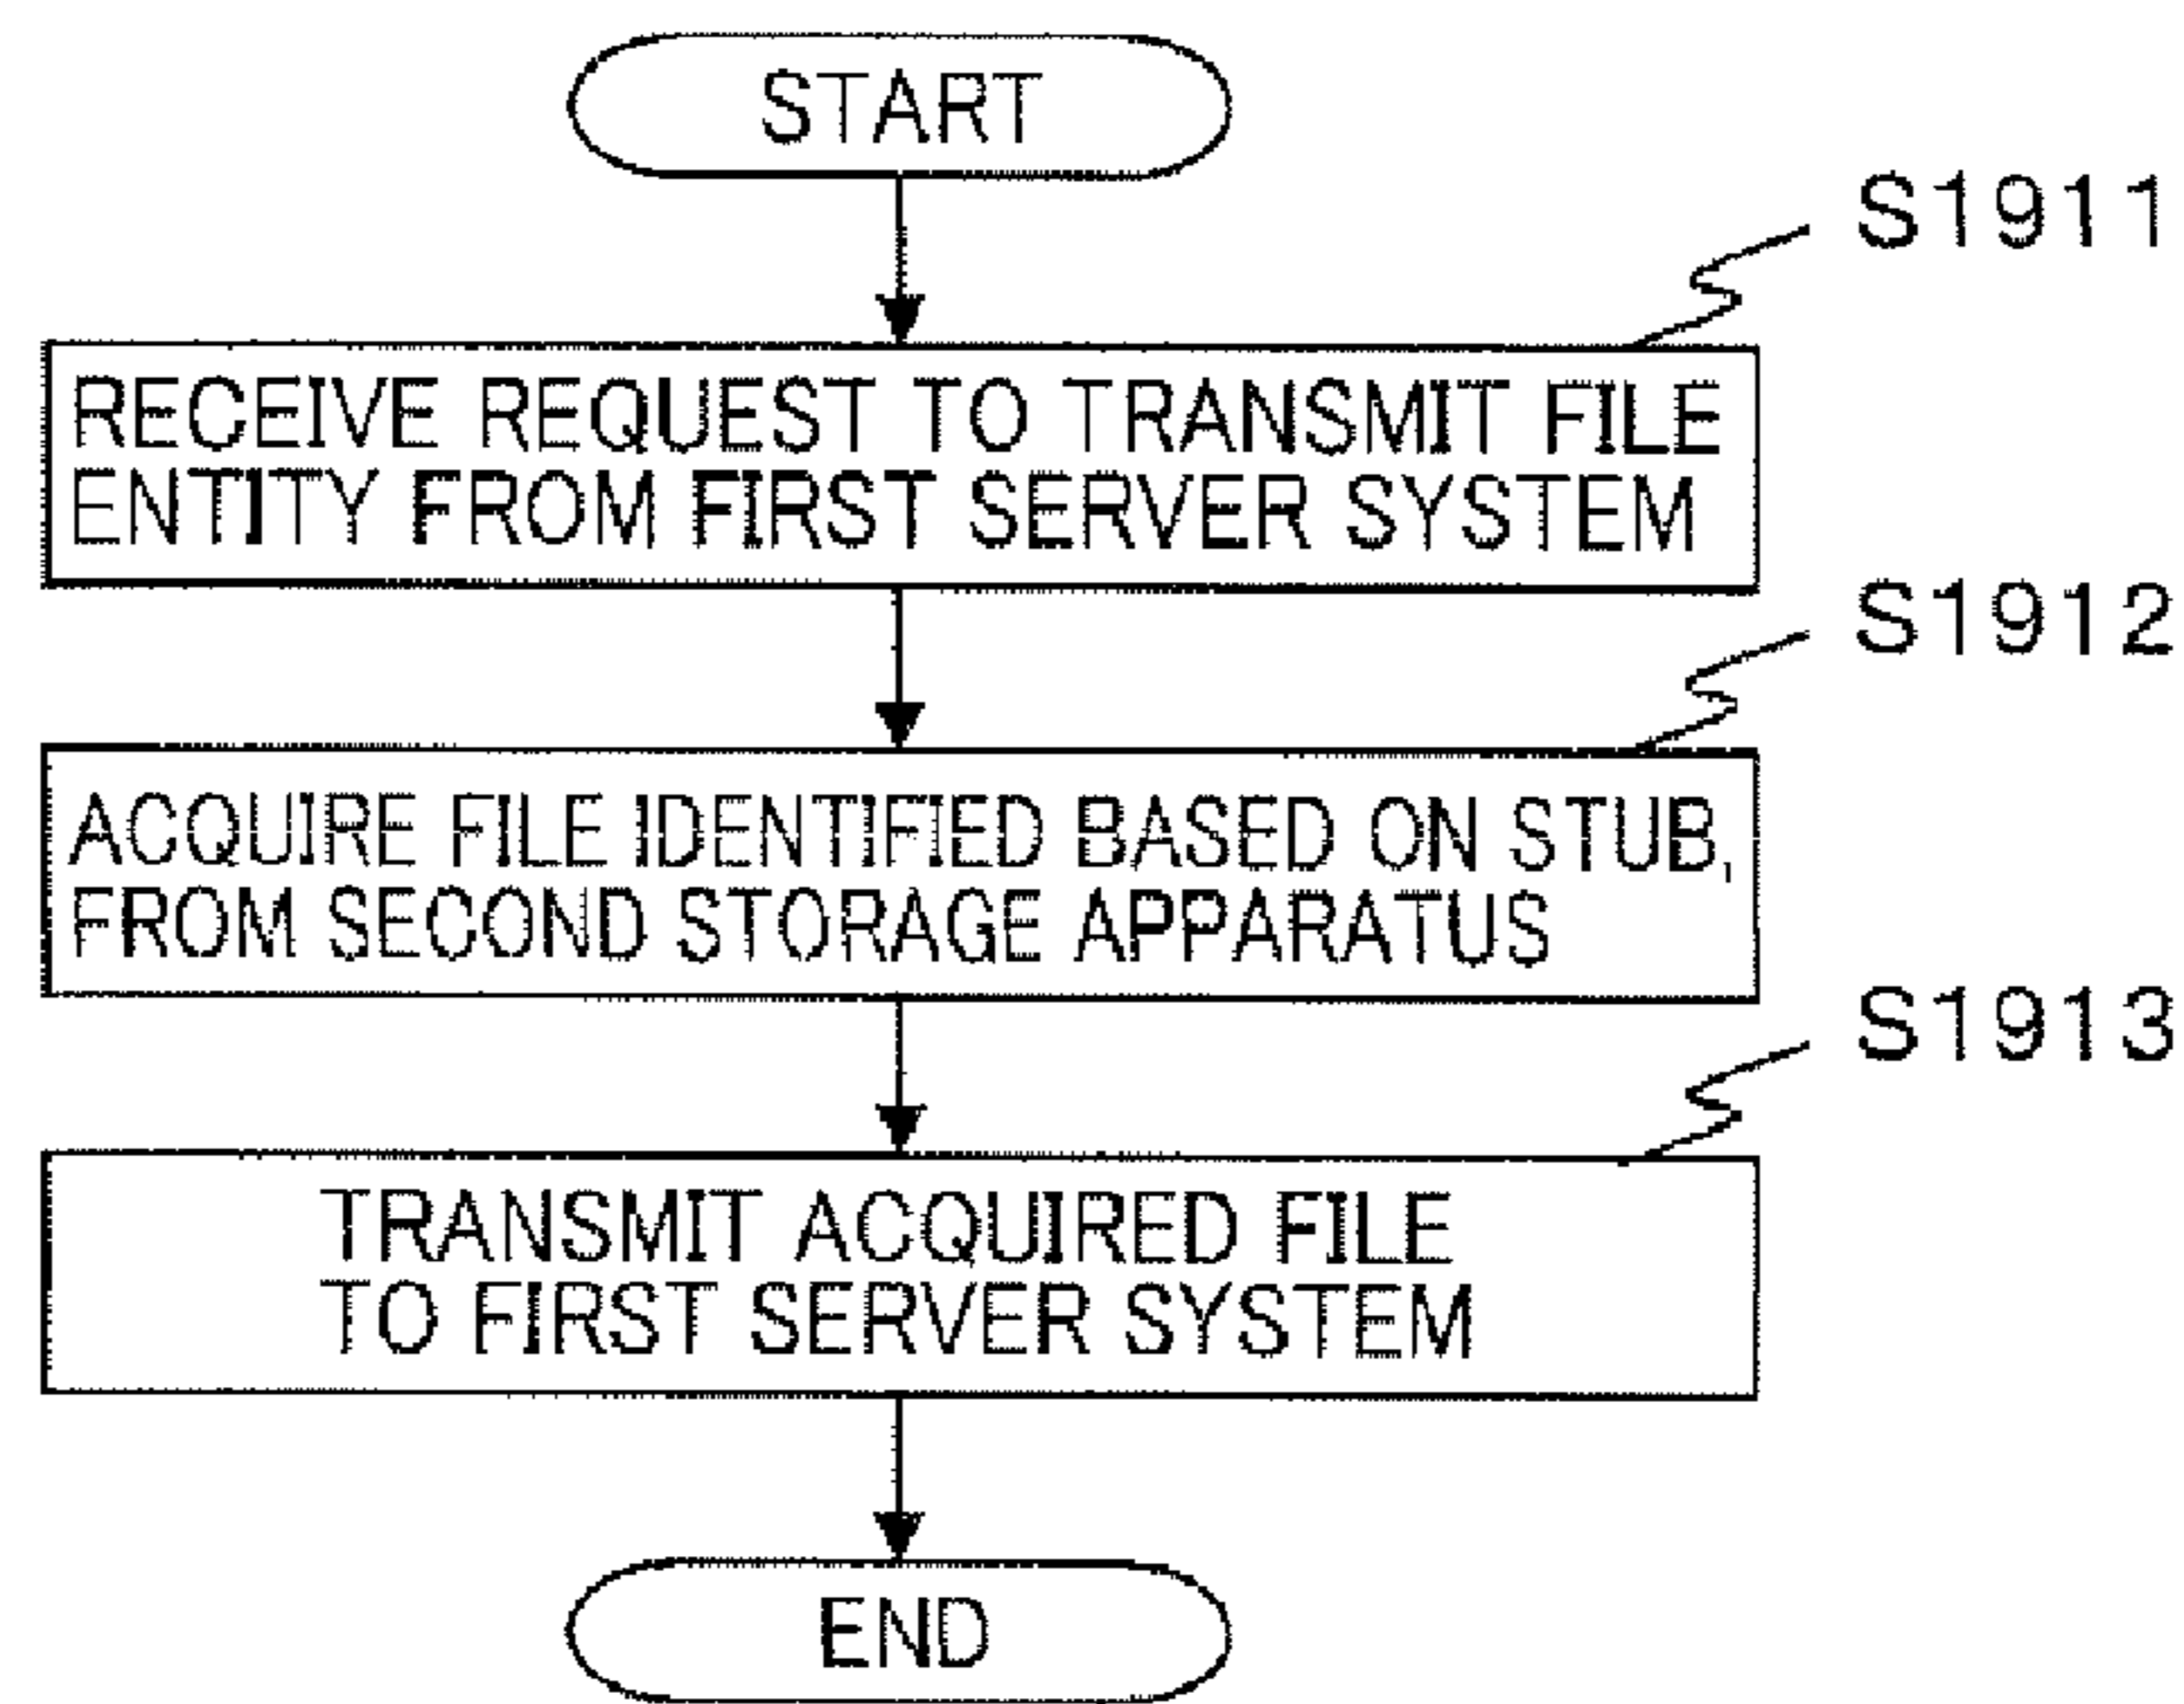 START
S1911
RECEIVE REQUEST TO TRANSMIT FILE
ENTITY FROM FIRST SERVER SYSTEM
S1912
ACQUIRE FILE IDENTIFIED BASED ON STUB,
FROM SECOND STORAGE APPARATUS
S1913
TRANSMIT ACQUIRED FILE
TO FIRST SERVER SYSTEM
END